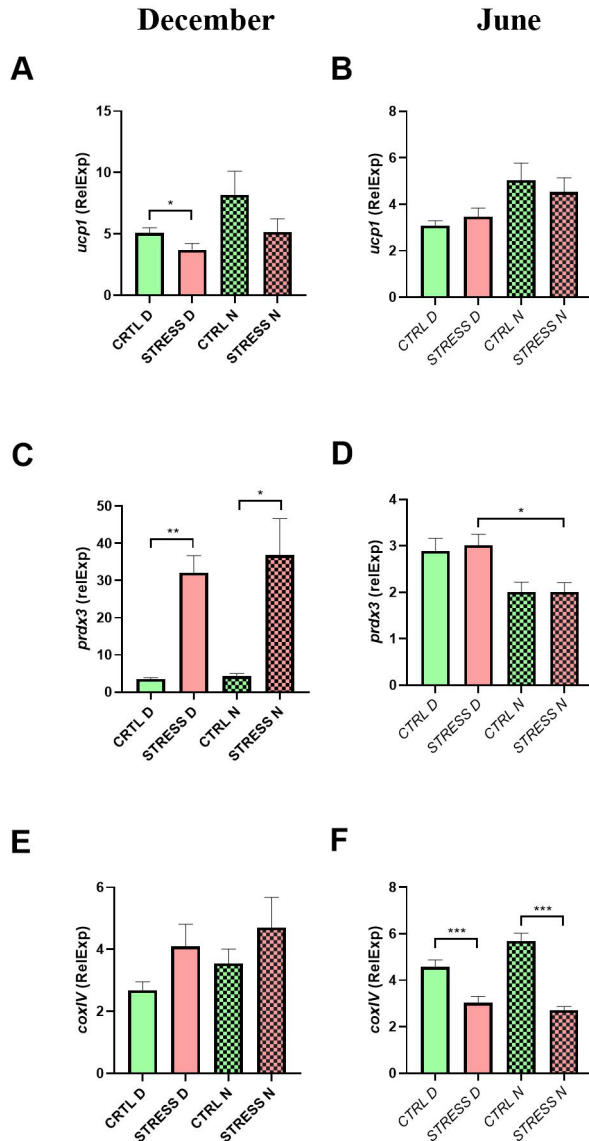 December June
A B
ucp1 (RelExp)
15
10
5
0
*
CRTL D
STRESS D
CTRL N
STRESS N
ucp1 (RelExp)
8
6
4
2
0
CTRL D
STRESS D
CTRL N
STRESS N
C D
prdx3 (relExp)
50
40
30
20
10
0
**
*
CRTL D
STRESS D
CTRL N
STRESS N
prdx3 (relExp)
4
3
2
1
0
*
CTRL D
STRESS D
CTRL N
STRESS N
E F
coxIV (RelExp)
6
4
2
0
CRTL D
STRESS D
CTRL N
STRESS N
coxIV (RelExp)
8
6
4
2
0
***
***
CTRL D
STRESS D
CTRL N
STRESS N